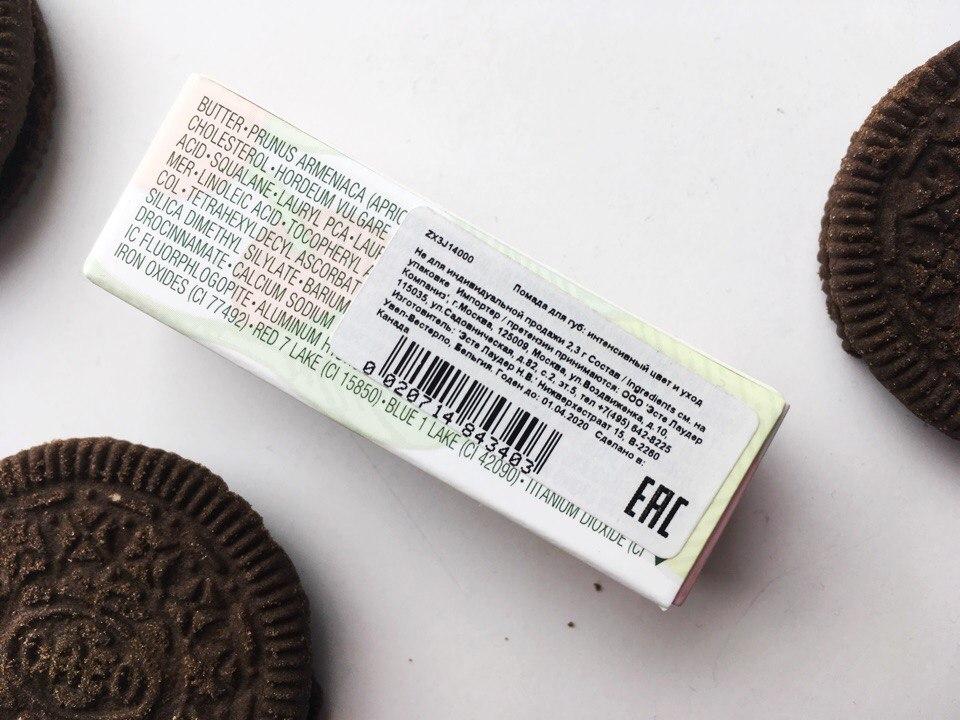 BUTTER•PRUNUS ARMENIACA (APRIC
CHOLESTEROL•HORDEUM VULGARE
ACID•SQUALANE•LAURYL PCA•LAU
MER•LINOLEIC ACID•TOCOPHERYL A
COL•TETRAHEXYLDECYL ASCORBAT
SILICA DIMETHYL SILYLATE•BARIUM
DROCINNAMATE•CALCIUM SODIUM
IC FLUORPHLOGOPITE•ALUMINUM H
IRON OXIDES (CI 77492)•RED 7 LAKE (CI 15850)•BLUE 1 LAKE (CI 42090)•TITANIUM DIOXIDE (CI
ZX3J14000
Помада для губ: интенсивный цвет и уход
Не для индивидуальной продажи 2,3 г Состав / Ingredients см. на
упаковке Импортер / претензии принимаются: ООО 'Эсте Лаудер
Компаниз', г.Москва, 125009, Москва, ул.Воздвиженка, д.10,
115035, ул.Садовническая, д.82, с.2, эт.5, тел +7(495) 642-8225
Изготовитель: 'Эсте Лаудер Н.В.' Нижверхестраат 15, В-2260
Увел-Вестерло, Бельгия. Годен до: 01.04.2020 Сделано в:
Канада
0 020714 843403
EAC